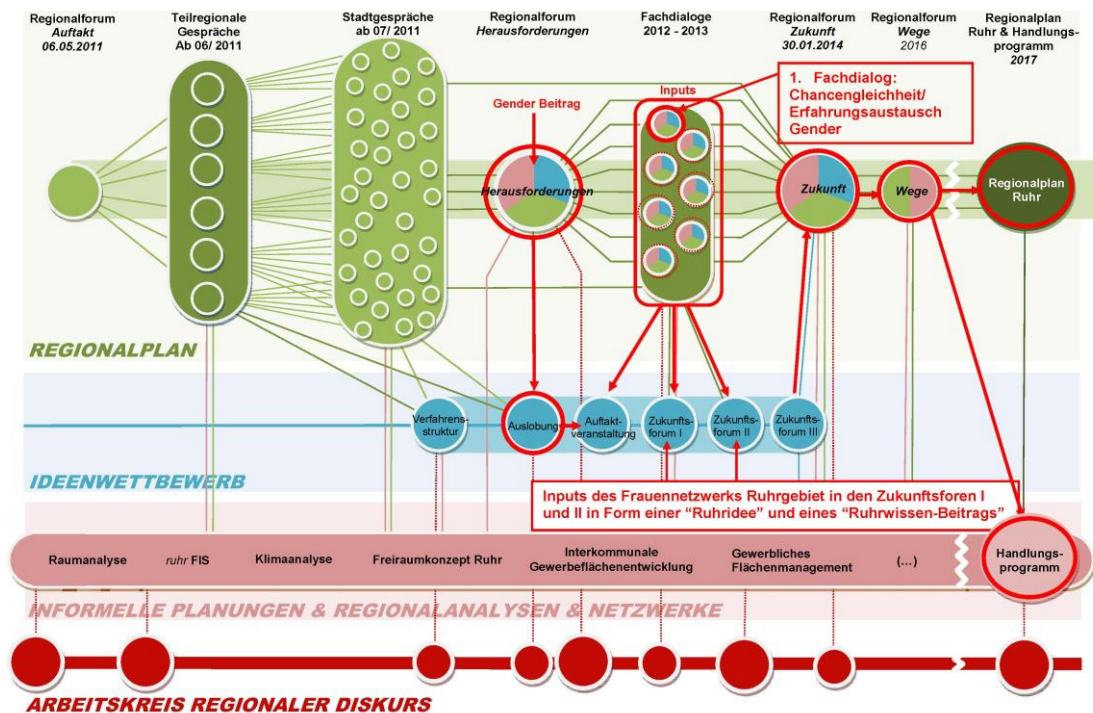 Regionalforum
Auftakt
06.05.2011
Teilregionale
Gespräche
Ab 06/ 2011
Stadtgespräche
ab 07/ 2011
Regionalforum
Herausforderungen
Fachdialoge
2012 - 2013
Regionalforum
Zukunft
30.01.2014
Regionalforum
Wege
2016
Regionalplan
Ruhr & Handlungs-
programm
2017
Gender Beitrag
Inputs
1. Fachdialog:
Chancengleichheit/
Erfahrungsaustausch
Gender
Herausforderungen
Zukunft
Wege
Regionalplan
Ruhr
REGIONALPLAN
Verfahrens-
struktur
Auslobung
Auftakt-
veranstaltung
Zukunfts-
forum I
Zukunfts-
forum II
Zukunfts-
forum III
IDEENWETTBEWERB
Inputs des Frauennetzwerks Ruhrgebiet in den Zukunftsforen I
und II in Form einer “Ruhridee” und eines “Ruhrwissen-Beitrags”
Raumanalyse
ruhr FIS
Klimaanalyse
Freiraumkonzept Ruhr
Interkommunale
Gewerbeflächenentwicklung
Gewerbliches
Flächenmanagement
(...)
Handlungs-
programm
INFORMELLE PLANUNGEN & REGIONALANALYSEN & NETZWERKE
ARBEITSKREIS REGIONALER DISKURS